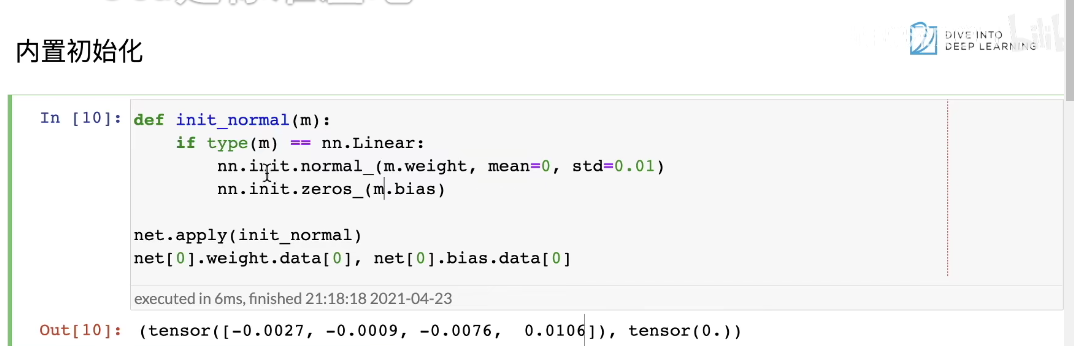 内置初始化
DIVE INTO
DEEP LEARNING
In [10]:
def init_normal(m):
    if type(m) == nn.Linear:
        nn.init.normal_(m.weight, mean=0, std=0.01)
        nn.init.zeros_(m.bias)
net.apply(init_normal)
net[0].weight.data[0], net[0].bias.data[0]
executed in 6ms, finished 21:18:18 2021-04-23
Out[10]: (tensor([-0.0027, -0.0009, -0.0076,  0.0106]), tensor(0.))